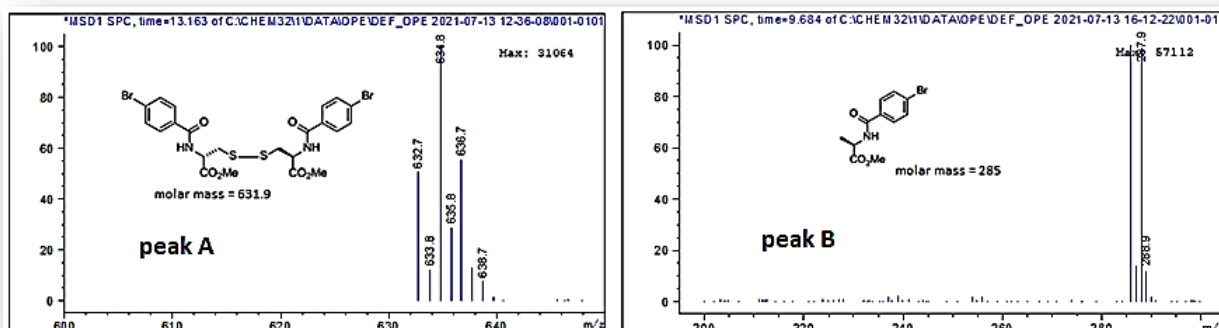 *MSD1 SPC, time=13.163 of C:\CHEM32\1\DATA\OPE\DEF_OPE 2021-07-13 12-36-08\001-0101
100
80
60
40
20
0
634.8
Max: 31064
632.7
633.8
635.8
636.7
638.7
Br
Br
O
O
HN
S
S
NH
CO2Me
CO2Me
molar mass = 631.9
peak A
600
610
620
630
640
m/z
*MSD1 SPC, time=9.684 of C:\CHEM32\1\DATA\OPE\DEF_OPE 2021-07-13 16-12-22\001-01
100
80
60
40
20
0
287.9
57112
288.9
Br
O
NH
CO2Me
molar mass = 285
peak B
200
220
240
260
280